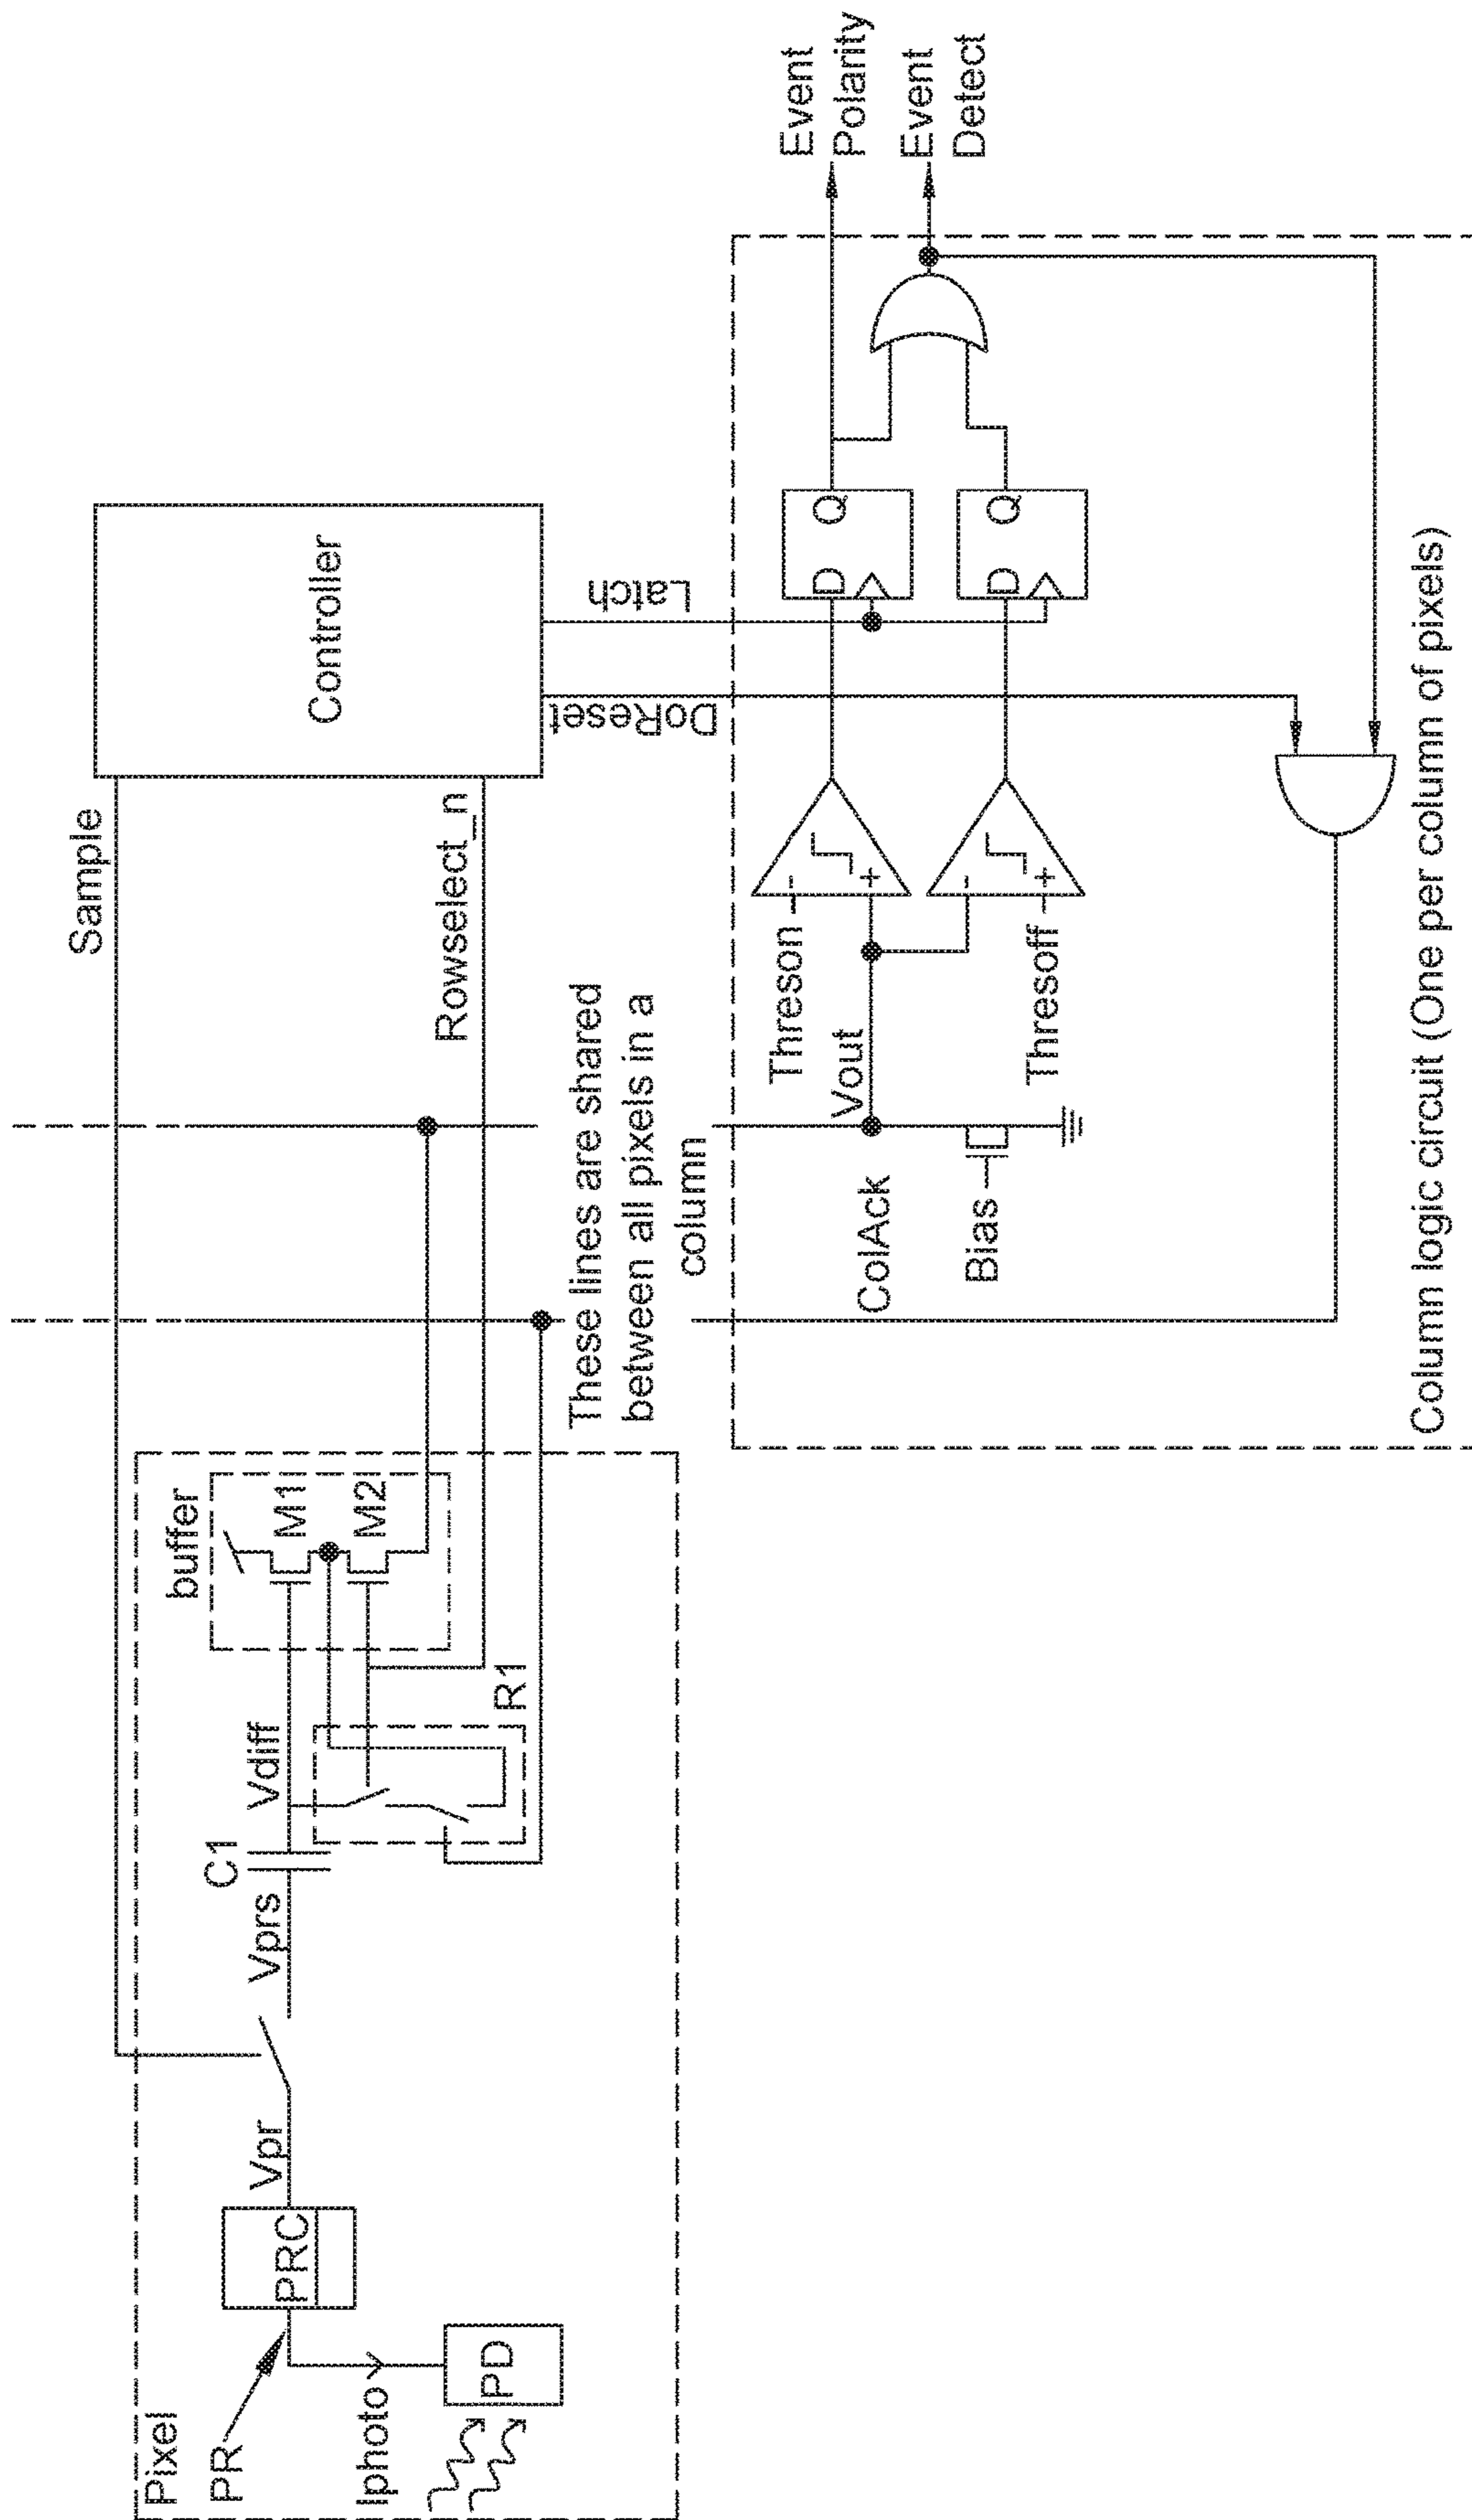 Pixel
PR
Iphoto
PD
PRC
Vpr
Vprs
C1
Vdiff
R1
buffer
M1
M2
Sample
Rowselect_n
Controller
DoReset
Latch
These lines are shared
between all pixels in a
column
ColAck
Bias
Vout
Threson
Thresoff
-
+
-
+
D Q
D Q
Event
Polarity
Event
Detect
Column logic circuit (One per column of pixels)